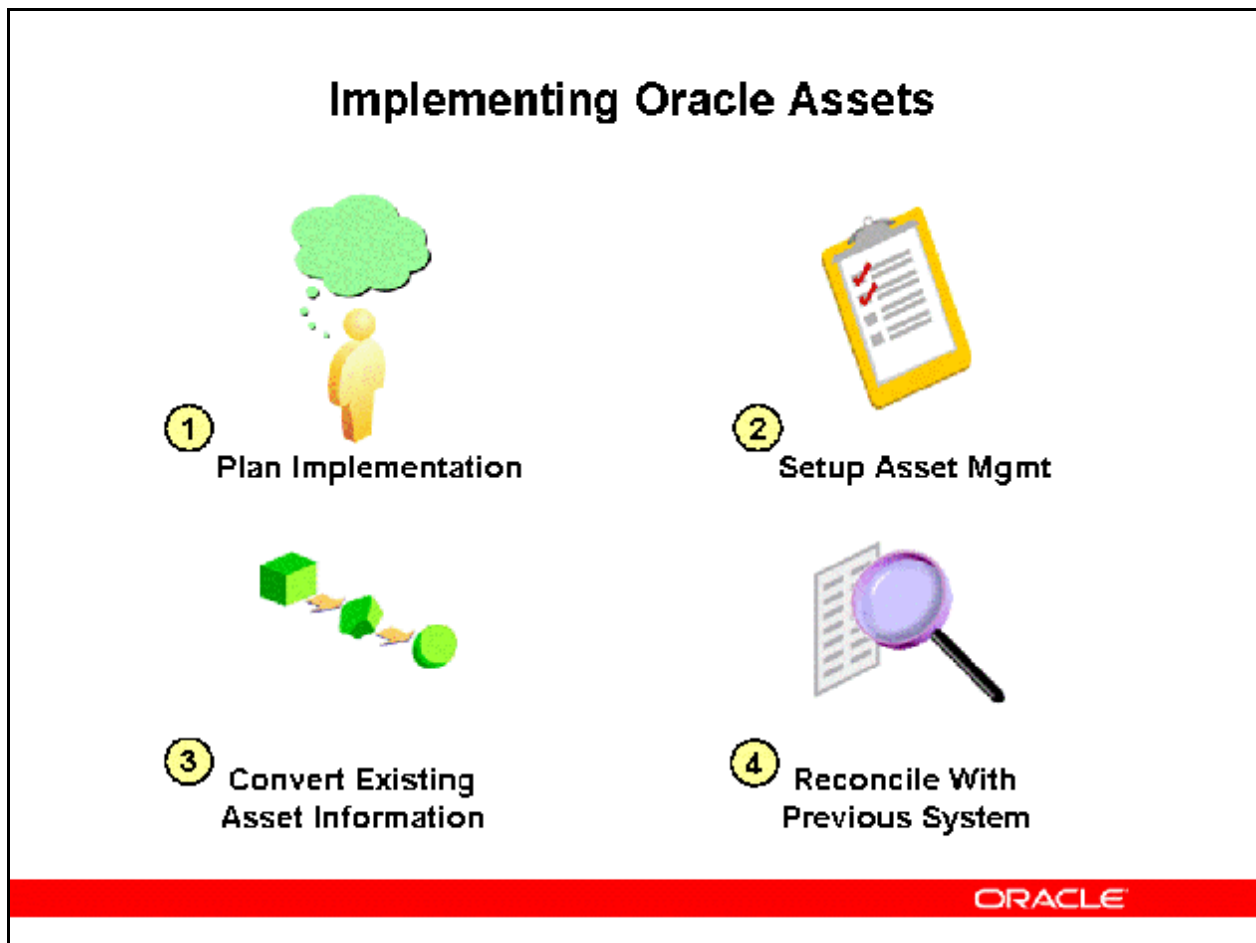 Implementing Oracle Assets
1
Plan Implementation
2
Setup Asset Mgmt
3
Convert Existing
Asset Information
4
Reconcile With
Previous System
ORACLE